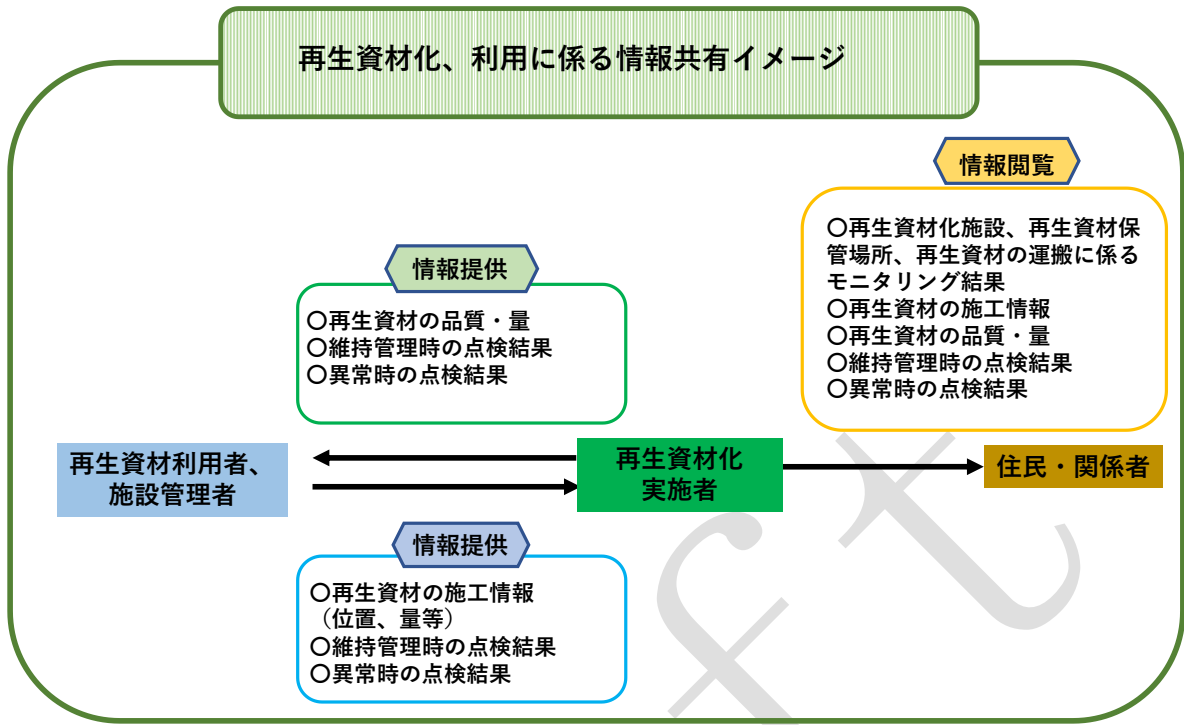 再生資材化、利用に係る情報共有イメージ
情報閲覧
〇再生資材化施設、再生資材保
管場所、再生資材の運搬に係る
モニタリング結果
〇再生資材の施工情報
〇再生資材の品質・量
〇維持管理時の点検結果
〇異常時の点検結果
情報提供
〇再生資材の品質・量
〇維持管理時の点検結果
〇異常時の点検結果
再生資材利用者、
施設管理者
再生資材化
実施者
住民・関係者
情報提供
〇再生資材の施工情報
（位置、量等）
〇維持管理時の点検結果
〇異常時の点検結果
ft